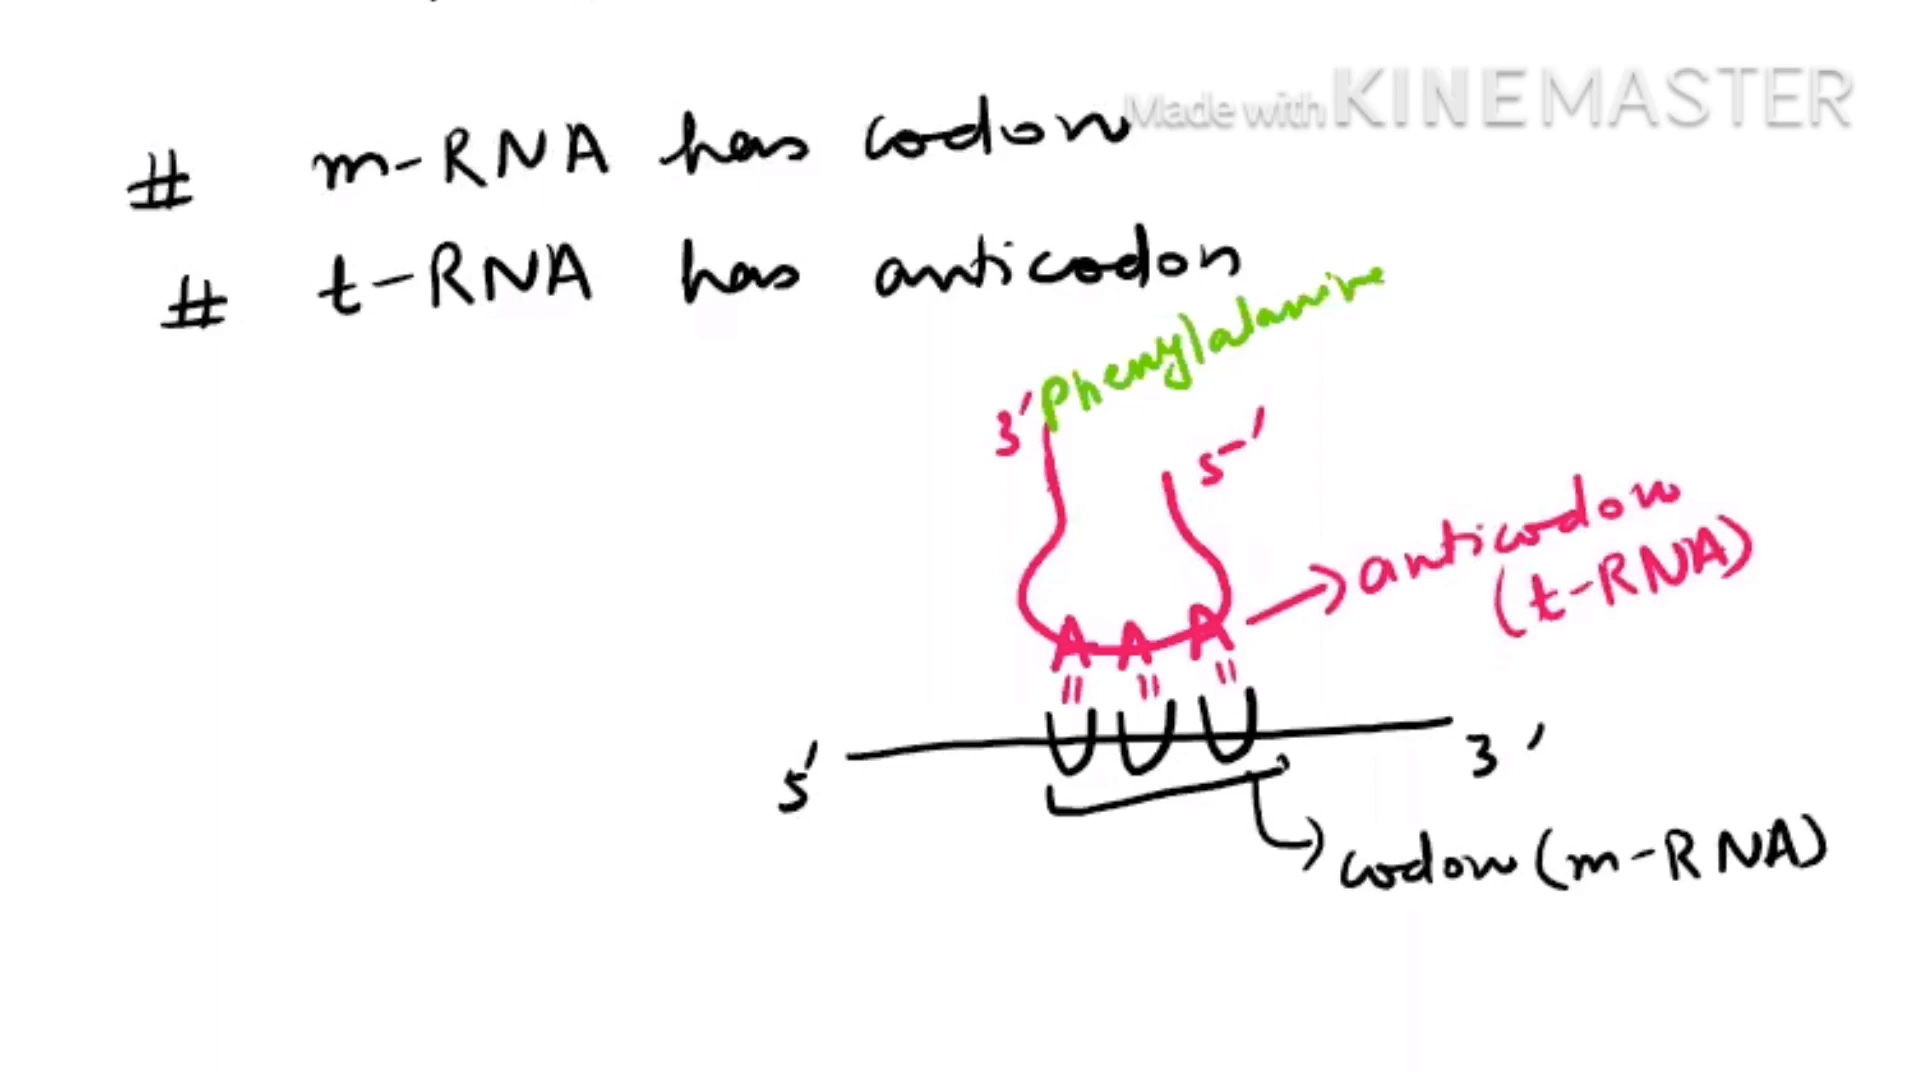 Made with KINEMASTER
# m-RNA has codon
# t-RNA has anticodon
Phenylalanine
3'
5'
anticodon
(t-RNA)
A A A
U U U
5'
3'
codon (m-RNA)